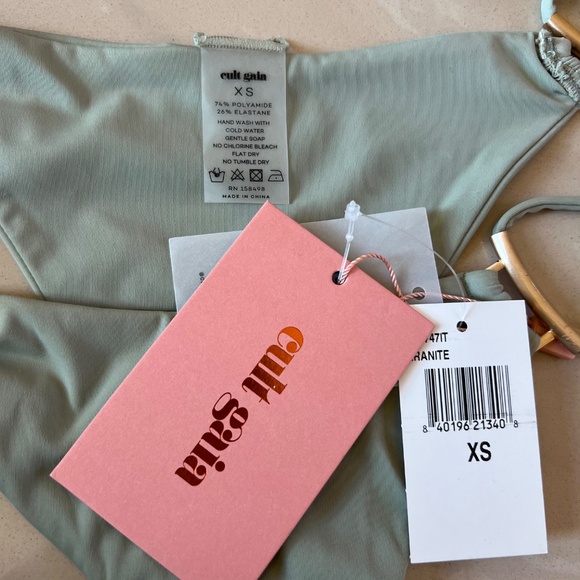 cult gaia
XS
74% POLYAMIDE
26% ELASTANE
HAND WASH WITH
COLD WATER
GENTLE SOAP
NO CHLORINE BLEACH
FLAT DRY
NO TUMBLE DRY
RN 158498
MADE IN CHINA
cult
gaia
47IT
RANITE
8 40196 21340 8
XS